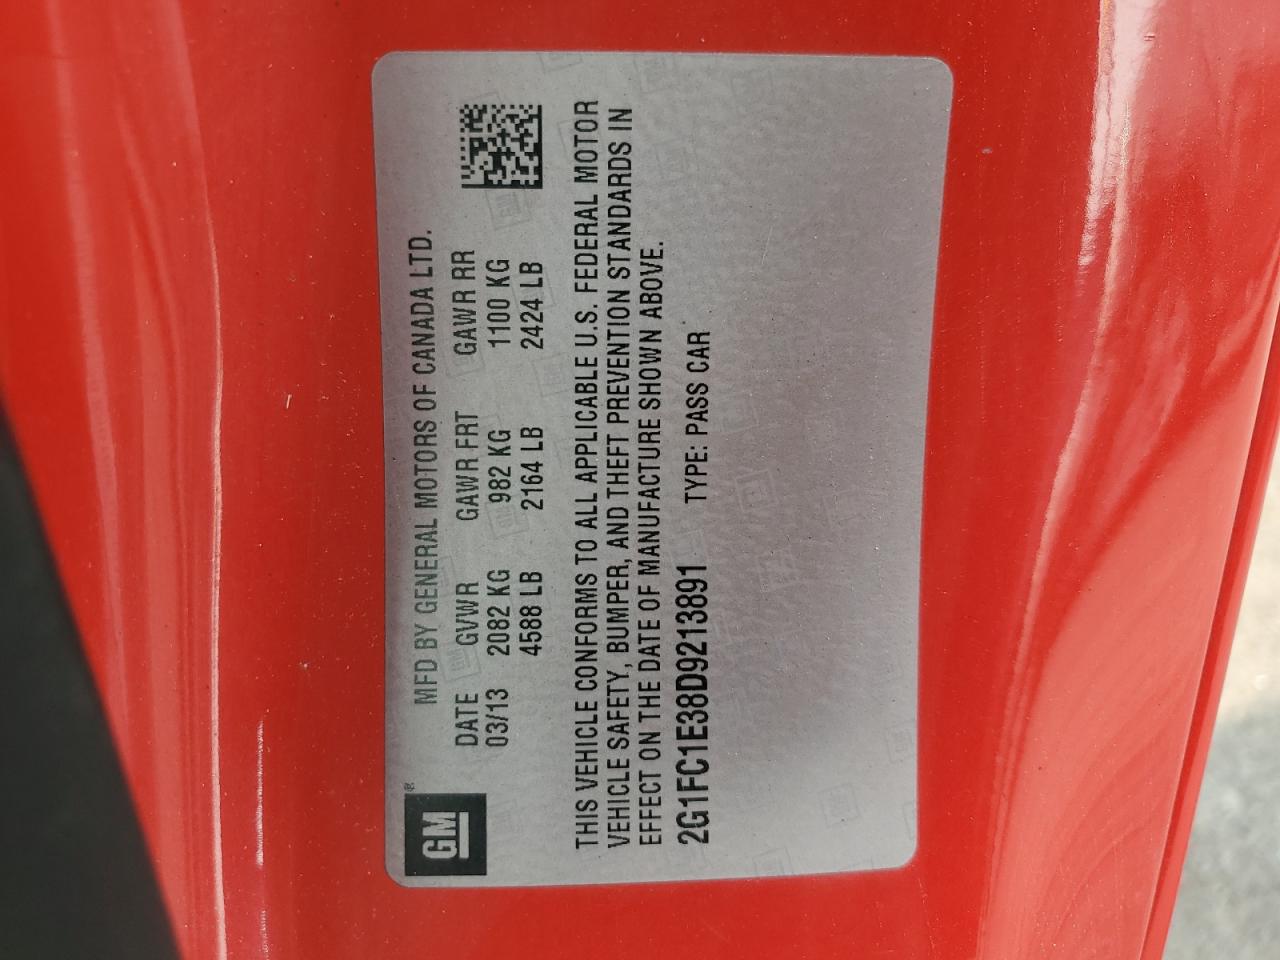 GM®
MFD BY GENERAL MOTORS OF CANADA LTD.
DATE GVWR GAWR FRT GAWR RR
03/13 2082 KG 982 KG 1100 KG
4588 LB 2164 LB 2424 LB
THIS VEHICLE CONFORMS TO ALL APPLICABLE U.S. FEDERAL MOTOR
VEHICLE SAFETY, BUMPER, AND THEFT PREVENTION STANDARDS IN
EFFECT ON THE DATE OF MANUFACTURE SHOWN ABOVE.
2G1FC1E38D9213891 TYPE: PASS CAR